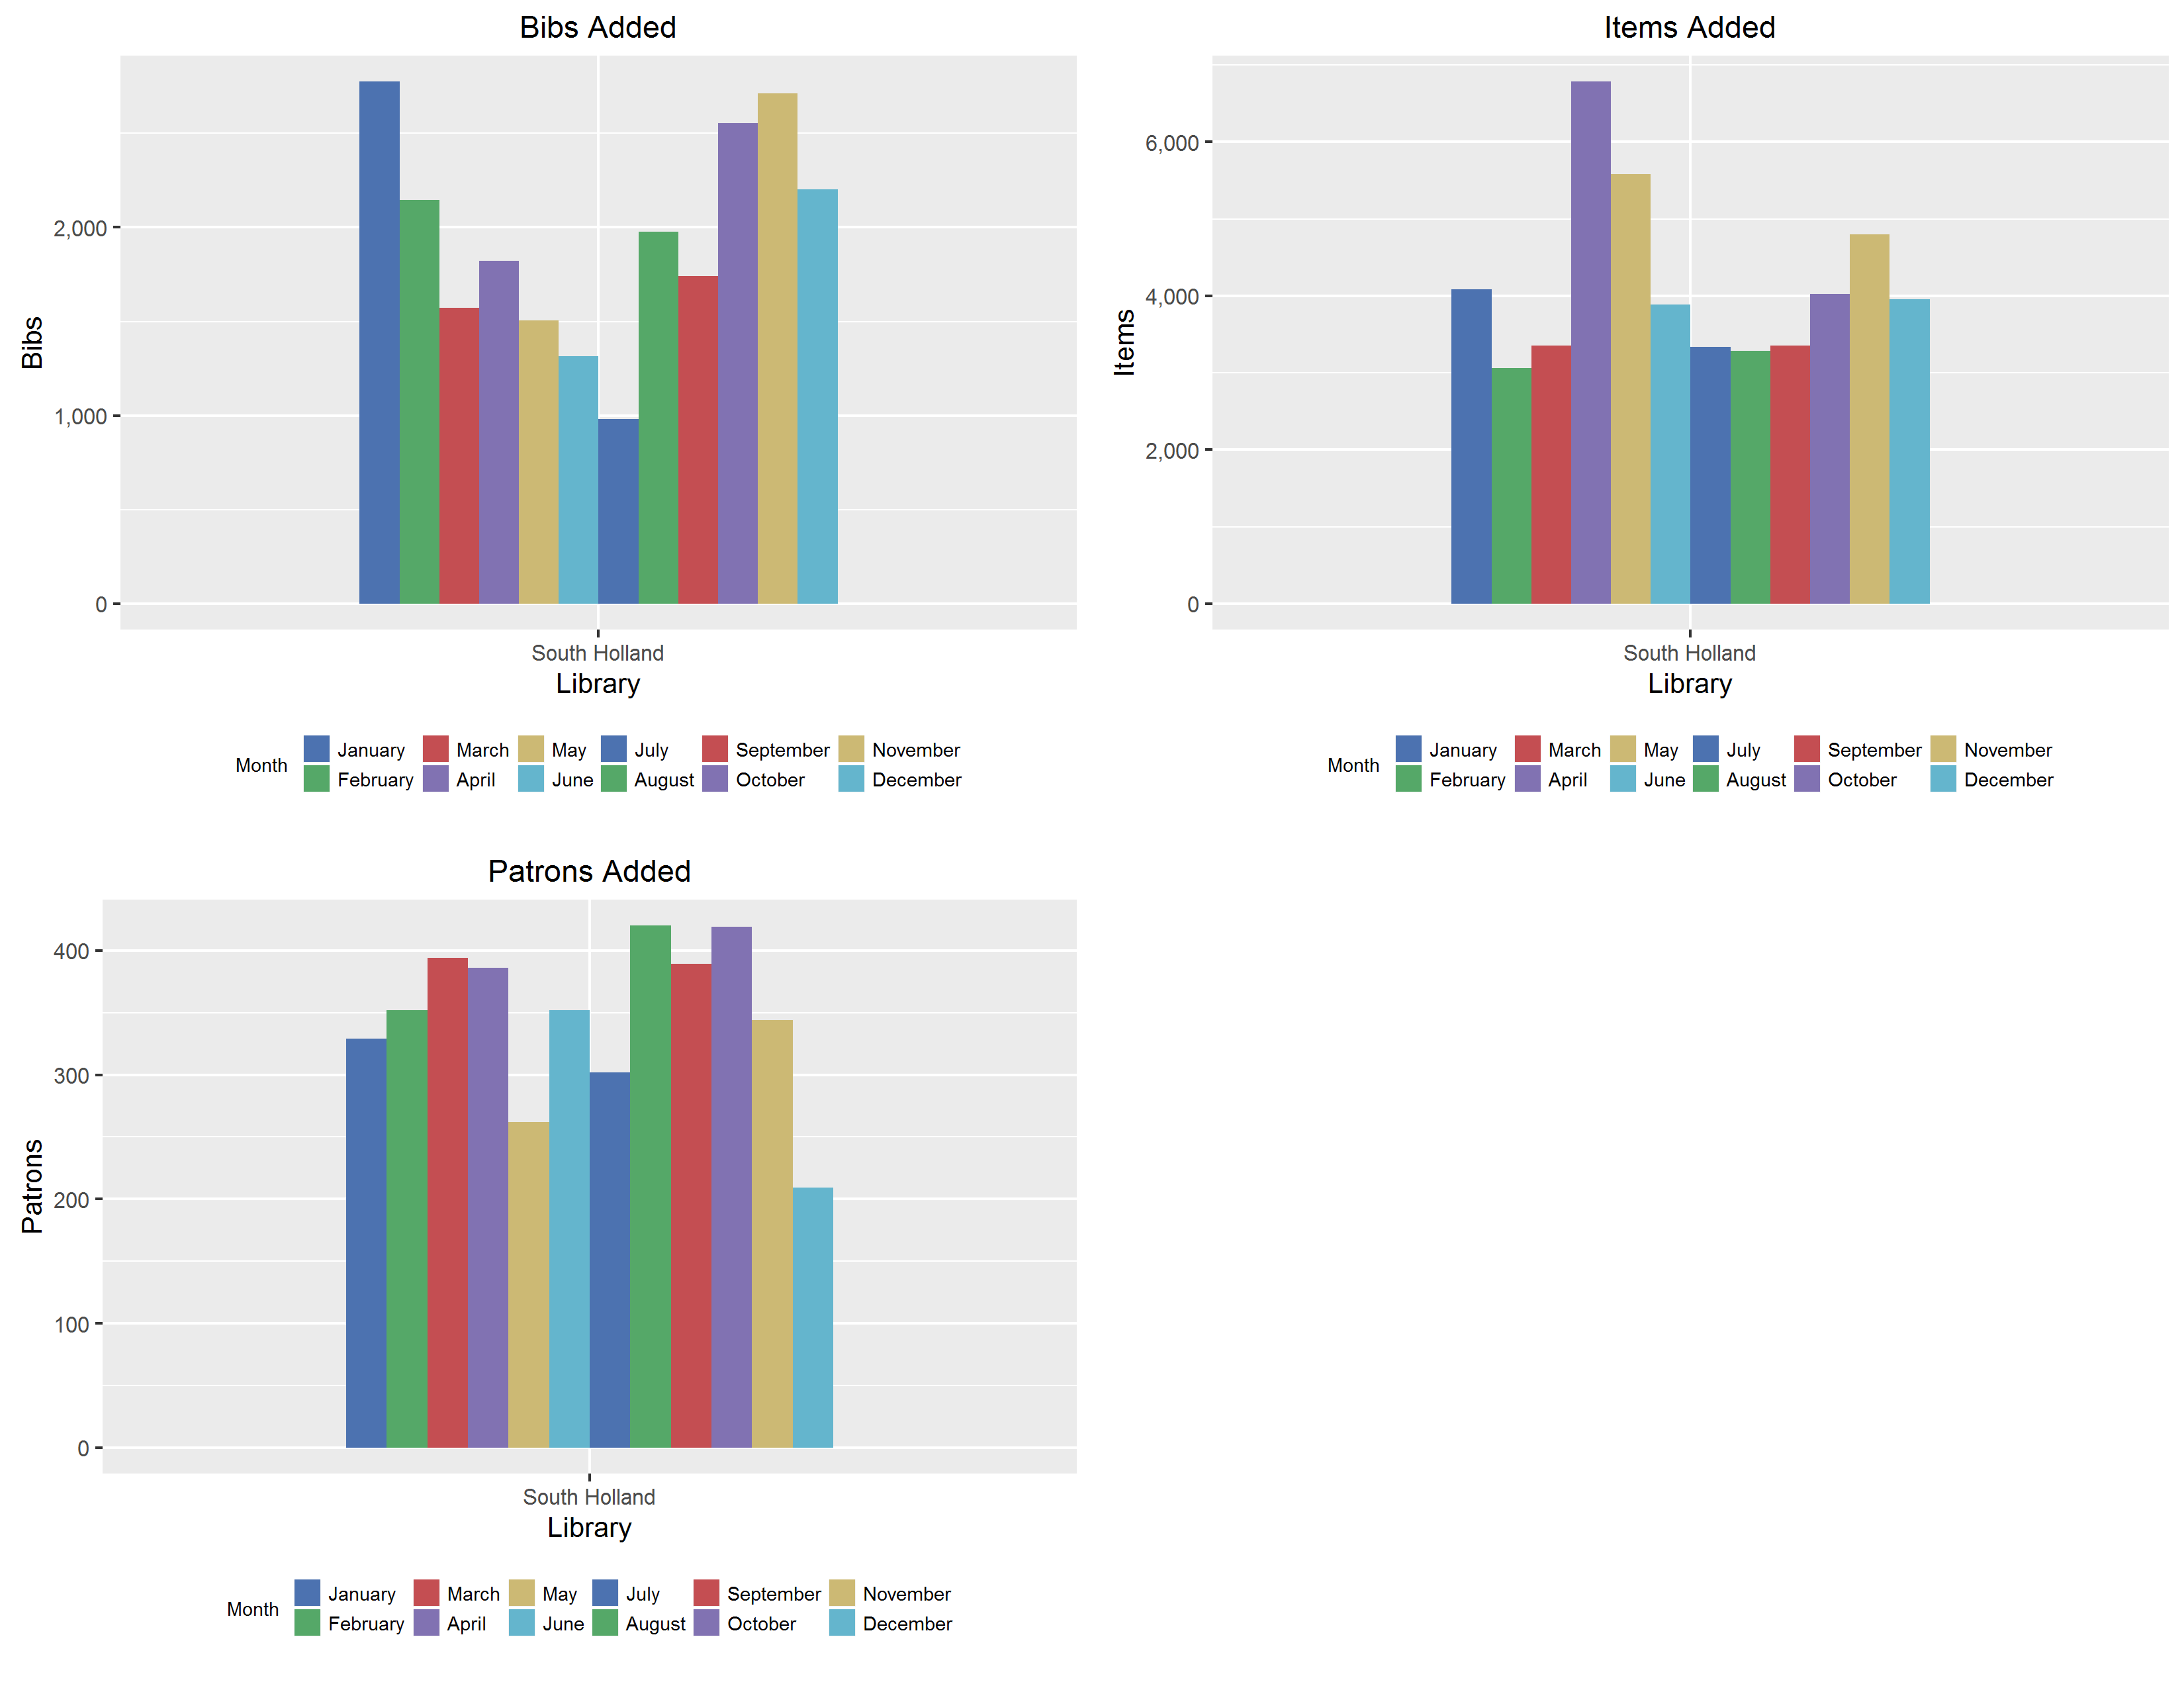 Bibs Added
Bibs
2,000
1,000
0
South Holland
Library
Month
January March May July September November
February April June August October December
Items Added
Items
6,000
4,000
2,000
0
South Holland
Library
Month
January March May July September November
February April June August October December
Patrons Added
Patrons
400
300
200
100
0
South Holland
Library
Month
January March May July September November
February April June August October December